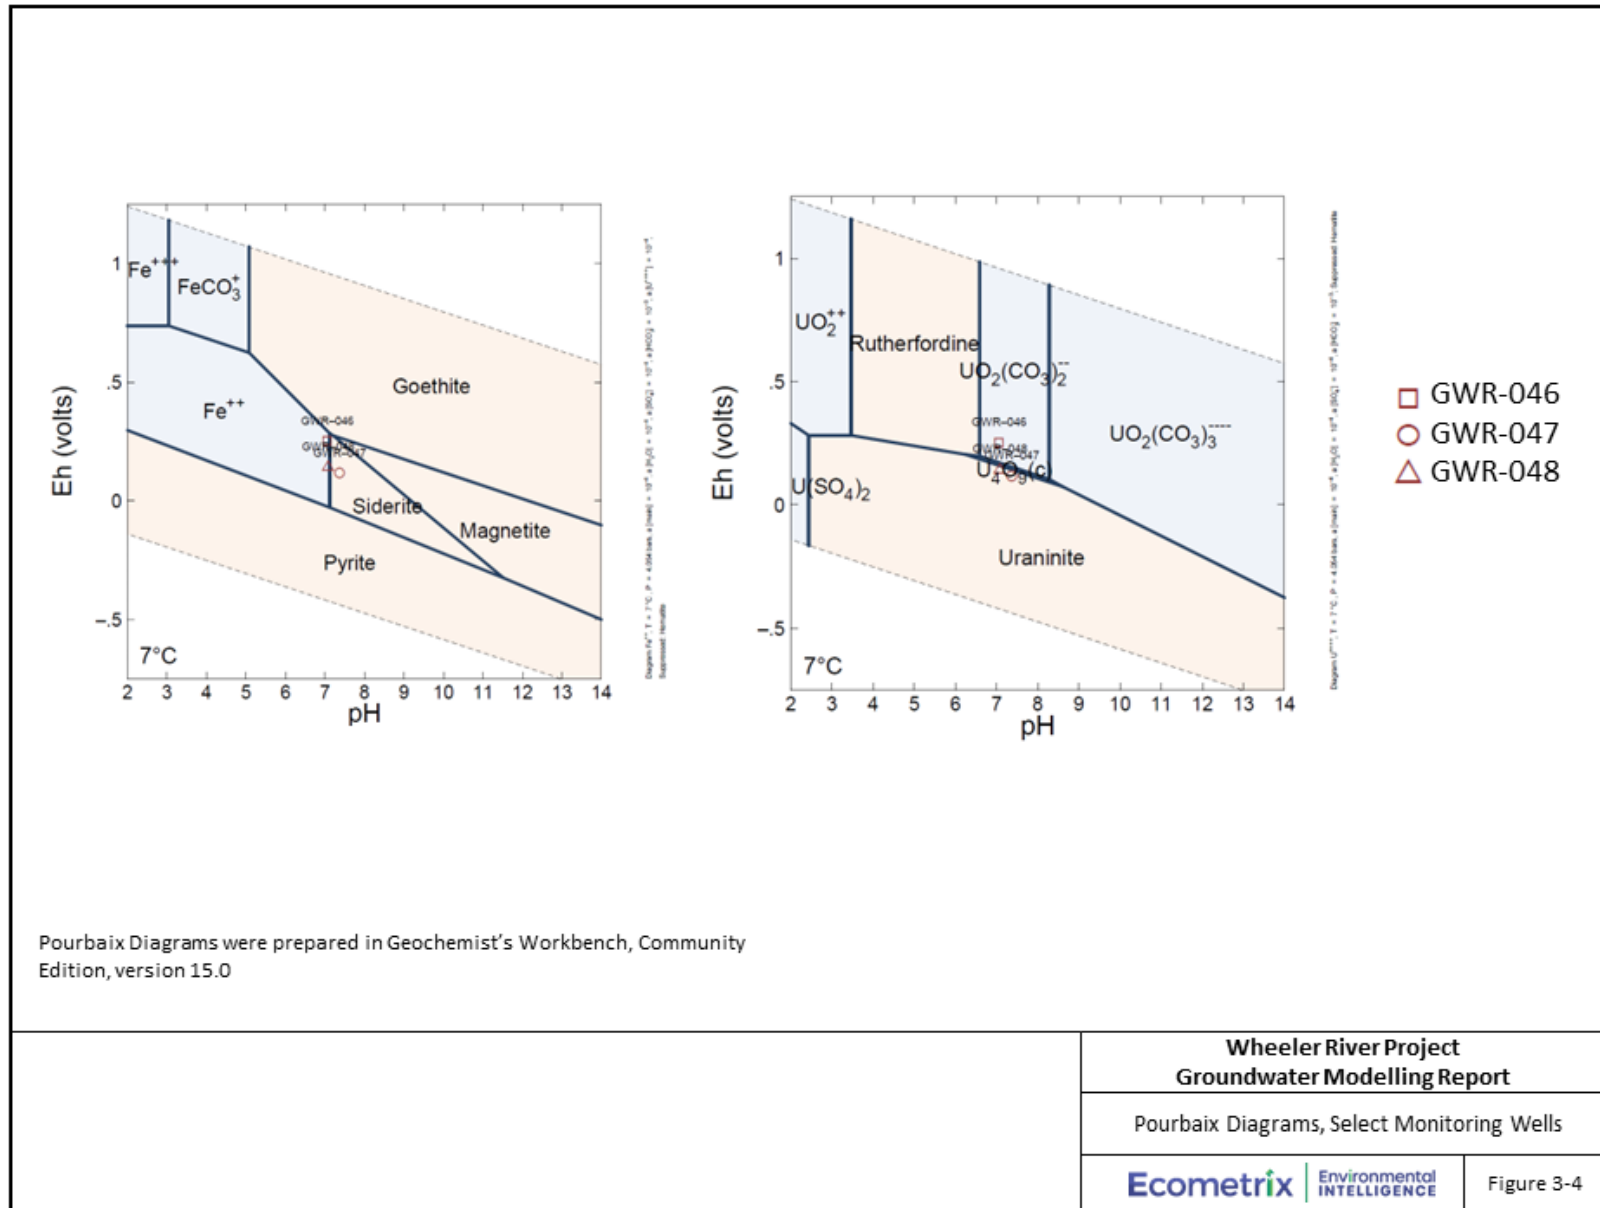 1
.5
0
–.5
Eh (volts)
Fe+++
FeCO3+
Goethite
Fe++
GWR–046
GWR–047
Siderite
Magnetite
Pyrite
7°C
2 3 4 5 6 7 8 9 10 11 12 13 14
pH
Suppressed: Hematite
1
.5
0
–.5
Eh (volts)
UO2++
Rutherfordine
UO2(CO3)2--
GWR–046
UO2(CO3)3----
GWR–048
GWR–047
U4O9(c)
U(SO4)2
Uraninite
7°C
2 3 4 5 6 7 8 9 10 11 12 13 14
pH
GWR-046
GWR-047
GWR-048
Pourbaix Diagrams were prepared in Geochemist's Workbench, Community
Edition, version 15.0
Wheeler River Project
Groundwater Modelling Report
Pourbaix Diagrams, Select Monitoring Wells
Ecometrix
Environmental
INTELLIGENCE
Figure 3-4